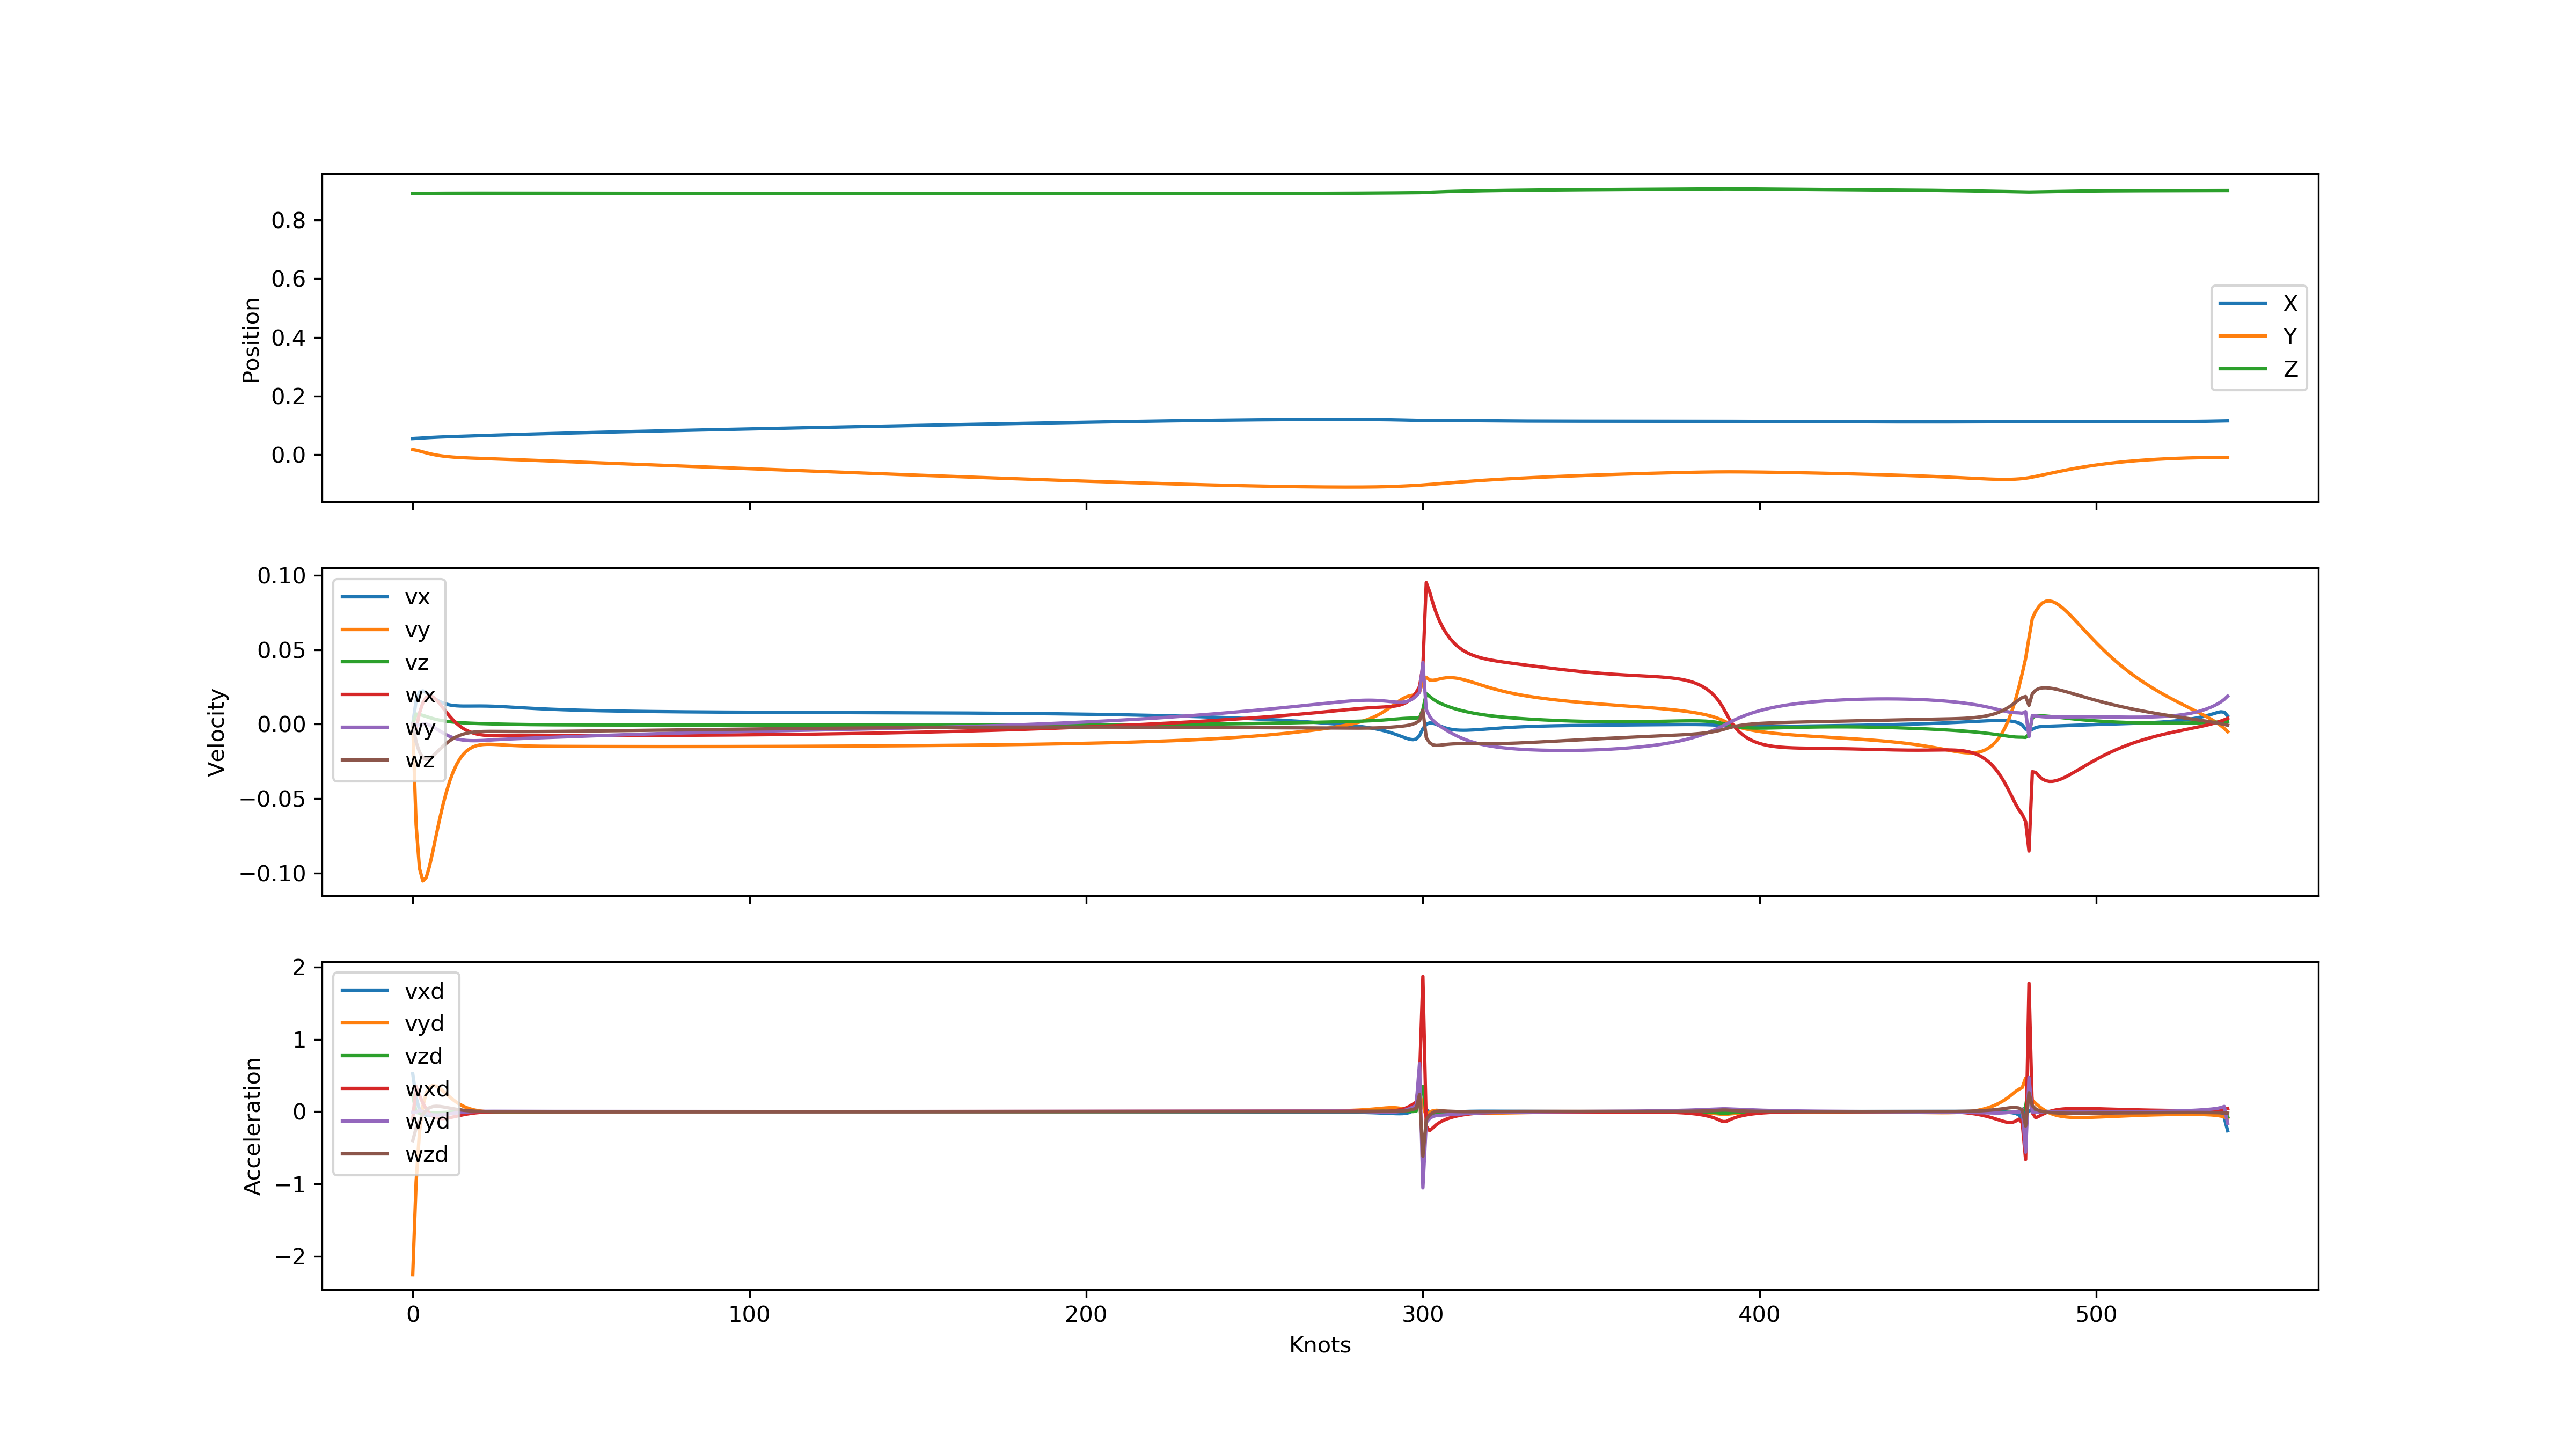 0.8
0.6
0.4
0.2
0.0
Position
X
Y
Z
0.10
0.05
0.00
−0.05
−0.10
Velocity
vx
vy
vz
wx
wy
wz
2
1
0
−1
−2
Acceleration
vxd
vyd
vzd
wxd
wyd
wzd
0 100 200 300 400 500
Knots